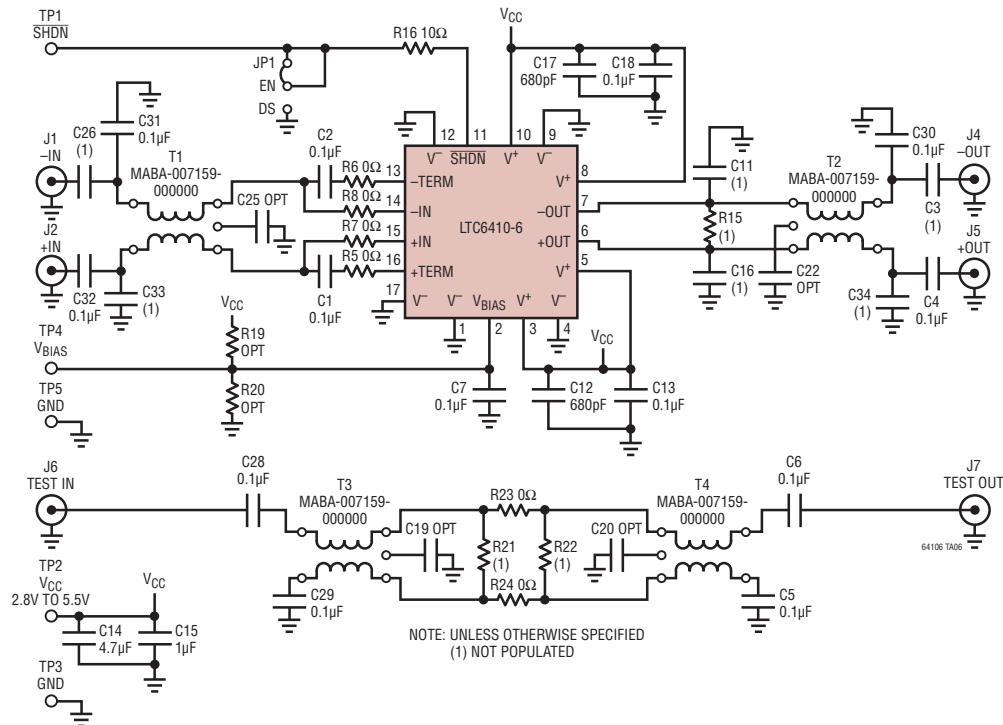 TP1
SHDN
R16 10Ω
VCC
JP1
EN
DS
C17
680pF
C18
0.1µF
J1
–IN
C26
(1)
C31
0.1µF
T1
MABA-007159-
000000
C2
0.1µF
R6 0Ω
R8 0Ω
R7 0Ω
R5 0Ω
C25 OPT
C1
0.1µF
J2
+IN
C32
0.1µF
C33
(1)
12
11
10
9
V–
SHDN
V+
V–
13
–TERM
14
–IN
15
+IN
16
+TERM
17
V–
LTC6410-6
V+
8
–OUT
7
+OUT
6
V+
5
V–
VBIAS
V+
V–
1
2
3
4
C11
(1)
R15
(1)
C16
(1)
C22
OPT
T2
MABA-007159-
000000
C30
0.1µF
J4
–OUT
C3
(1)
J5
+OUT
C34
(1)
C4
0.1µF
TP4
VBIAS
VCC
R19
OPT
R20
OPT
TP5
GND
C7
0.1µF
VCC
C12
680pF
C13
0.1µF
J6
TEST IN
C28
0.1µF
T3
MABA-007159-
000000
C19 OPT
C29
0.1µF
R23 0Ω
R21
(1)
R22
(1)
R24 0Ω
C20 OPT
T4
MABA-007159-
000000
C6
0.1µF
J7
TEST OUT
C5
0.1µF
64106 TA06
TP2
VCC
2.8V TO 5.5V
VCC
C14
4.7µF
C15
1µF
TP3
GND
NOTE: UNLESS OTHERWISE SPECIFIED
(1) NOT POPULATED